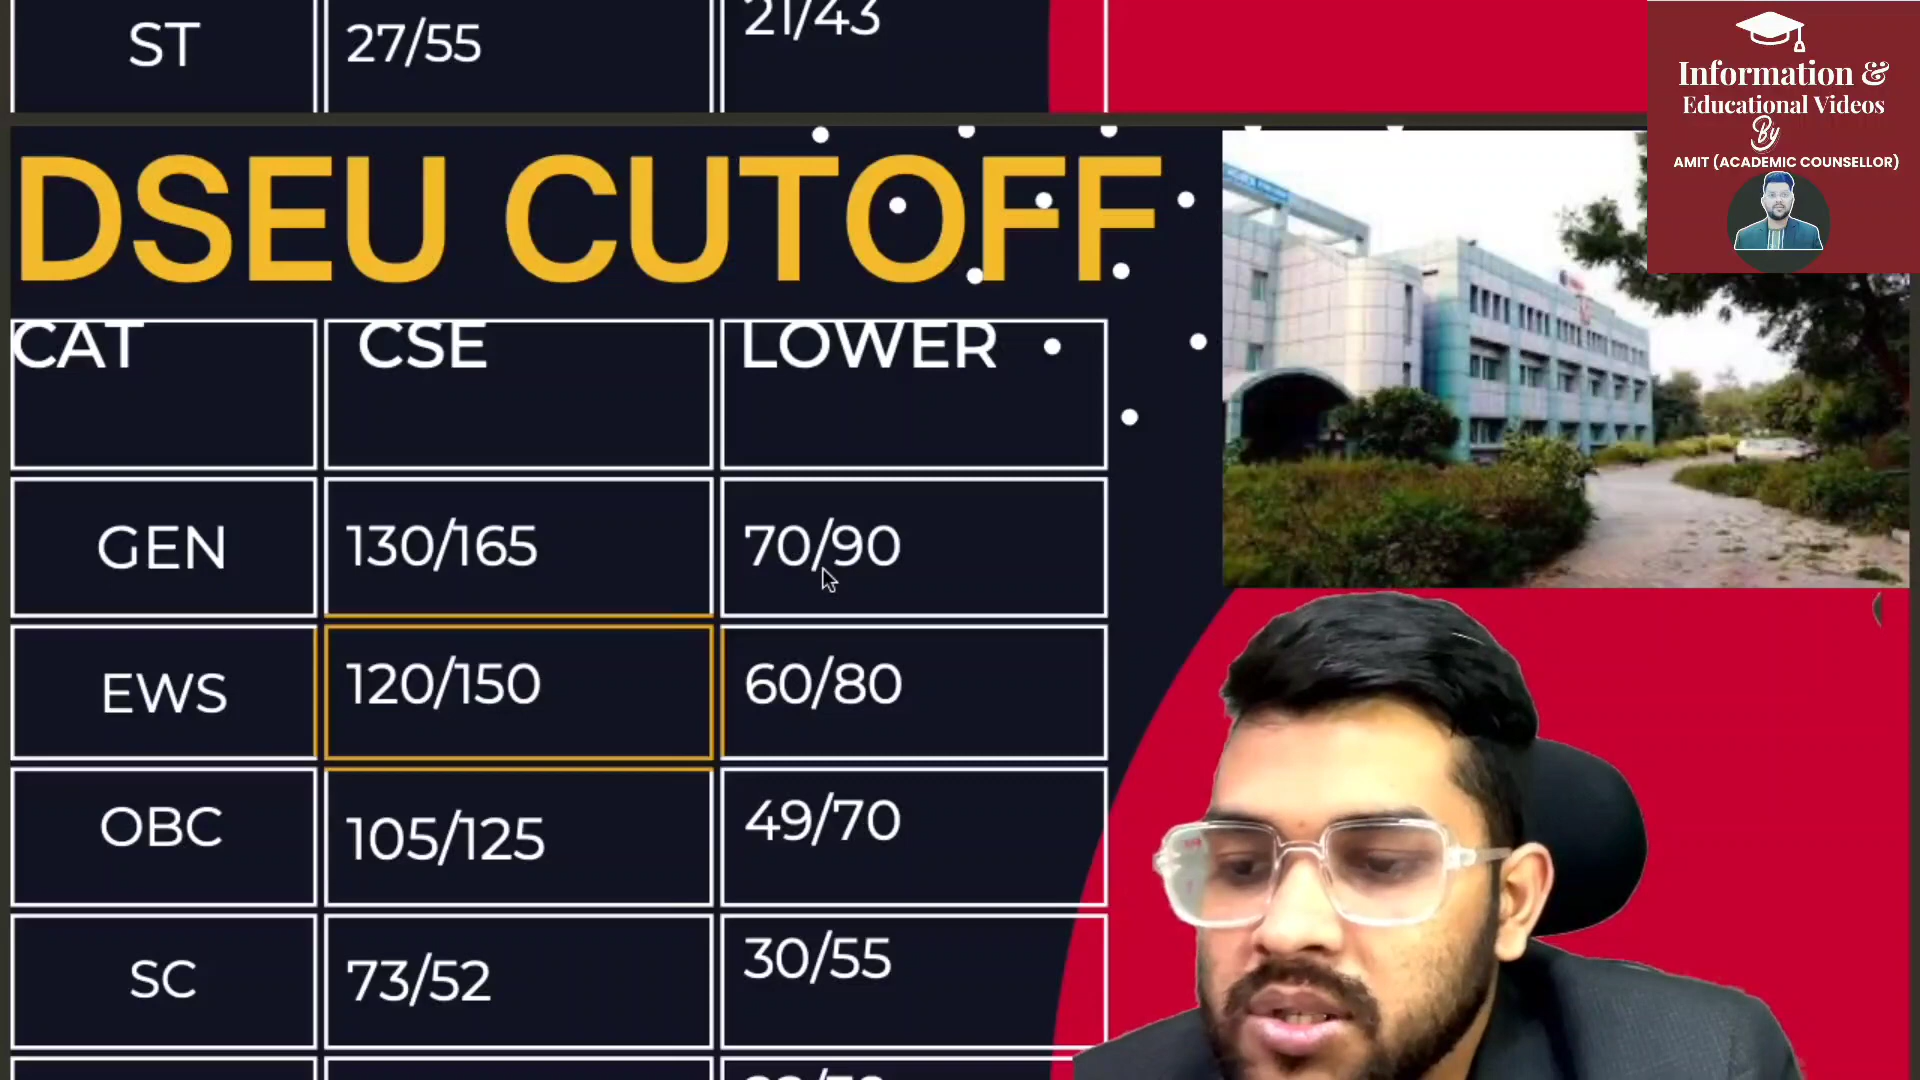 ST 27/55 21/43
Information &
Educational Videos
By
AMIT (ACADEMIC COUNSELLOR)
DSEU CUTOFF
CAT CSE LOWER
GEN 130/165 70/90
EWS 120/150 60/80
OBC 105/125 49/70
SC 73/52 30/55